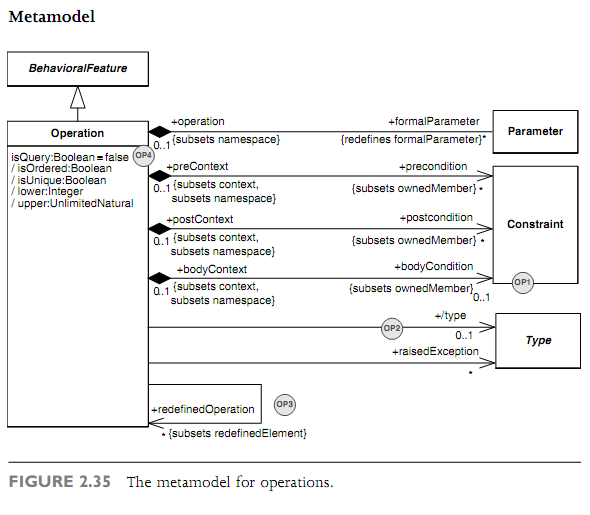 Metamodel
BehavioralFeature
Operation
isQuery:Boolean = false
OP4
/ isOrdered:Boolean
/ isUnique:Boolean
/ lower:Integer
/ upper:UnlimitedNatural
+operation
+formalParameter
0..1 {subsets namespace}
{redefines formalParameter}*
Parameter
+preContext
+precondition
0..1 {subsets context,
subsets namespace}
{subsets ownedMember} *
+postContext
+postcondition
0..1 {subsets context,
subsets namespace}
{subsets ownedMember} *
Constraint
+bodyContext
+bodyCondition
0..1 {subsets context,
subsets namespace}
{subsets ownedMember}
0..1
OP1
+/type
OP2
0..1
Type
+raisedException
*
+redefinedOperation
OP3
* {subsets redefinedElement}
FIGURE 2.35 The metamodel for operations.